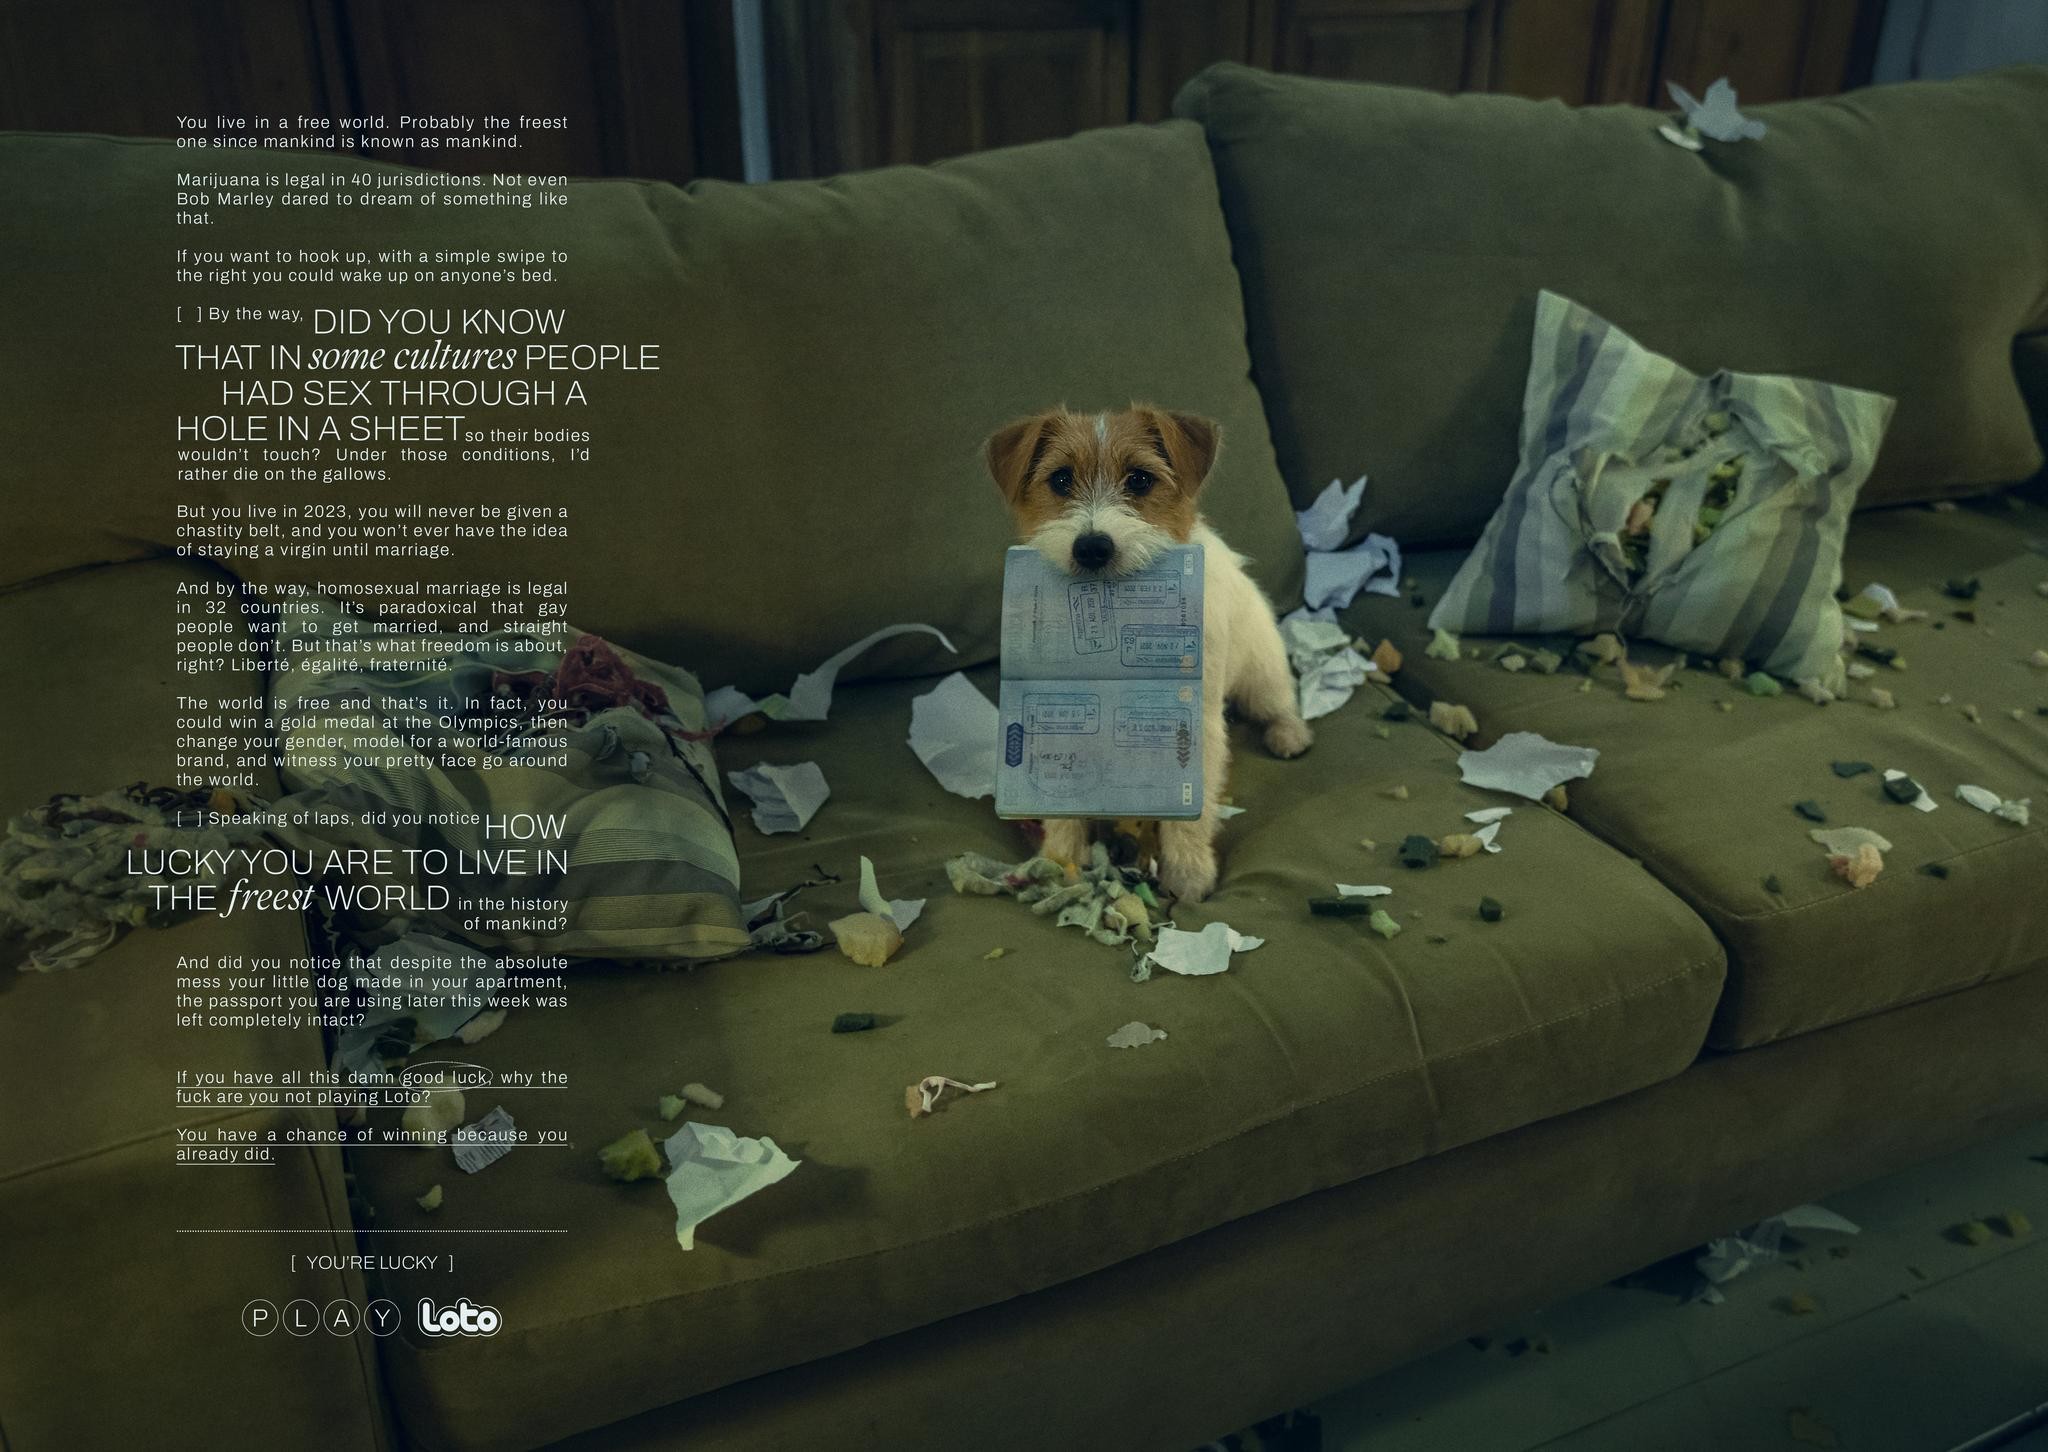 You live in a free world. Probably the freest
one since mankind is known as mankind.
Marijuana is legal in 40 jurisdictions. Not even
Bob Marley dared to dream of something like
that.
If you want to hook up, with a simple swipe to
the right you could wake up on anyone's bed.
[ ] By the way, DID YOU KNOW
THAT IN some cultures PEOPLE
HAD SEX THROUGH A
HOLE IN A SHEET so their bodies
wouldn't touch? Under those conditions, I'd
rather die on the gallows.
But you live in 2023, you will never be given a
chastity belt, and you won't ever have the idea
of staying a virgin until marriage.
And by the way, homosexual marriage is legal
in 32 countries. It's paradoxical that gay
people want to get married, and straight
people don't. But that's what freedom is about,
right? Liberté, égalité, fraternité.
The world is free and that's it. In fact, you
could win a gold medal at the Olympics, then
change your gender, model for a world-famous
brand, and witness your pretty face go around
the world.
[ ] Speaking of laps, did you notice HOW
LUCKY YOU ARE TO LIVE IN
THE freest WORLD in the history
of mankind?
And did you notice that despite the absolute
mess your little dog made in your apartment,
the passport you are using later this week was
left completely intact?
If you have all this damn good luck, why the
fuck are you not playing Loto?
You have a chance of winning because you
already did.
[ YOU'RE LUCKY ]
PLAY Loto